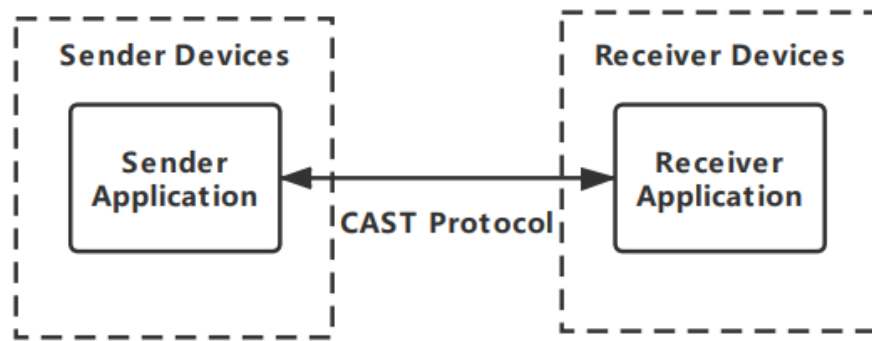 Sender Devices
Receiver Devices
Sender
Application
Receiver
Application
CAST Protocol